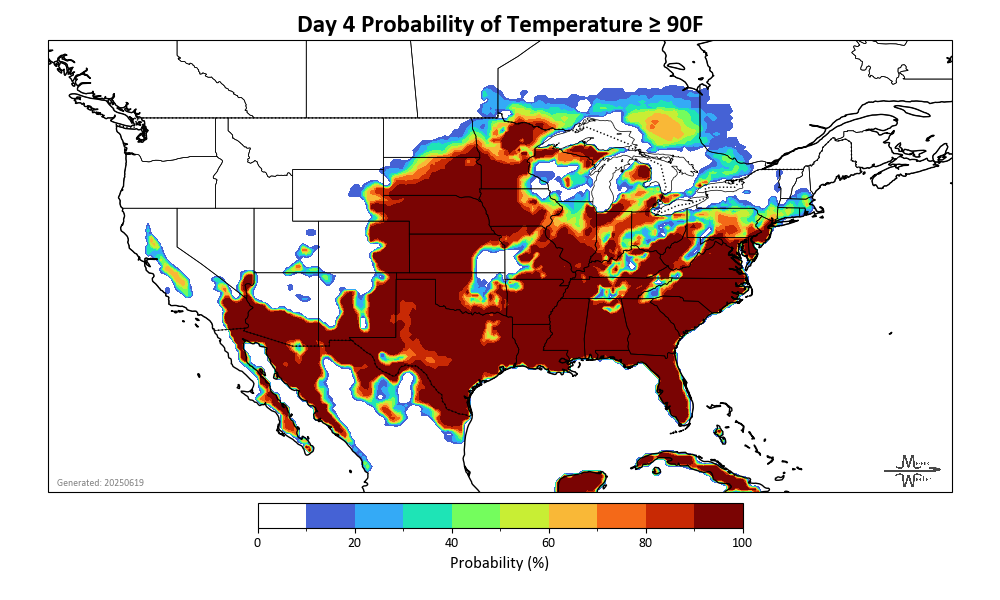 Day 4 Probability of Temperature ≥ 90F
Generated: 20250619
0 20 40 60 80 100
Probability (%)